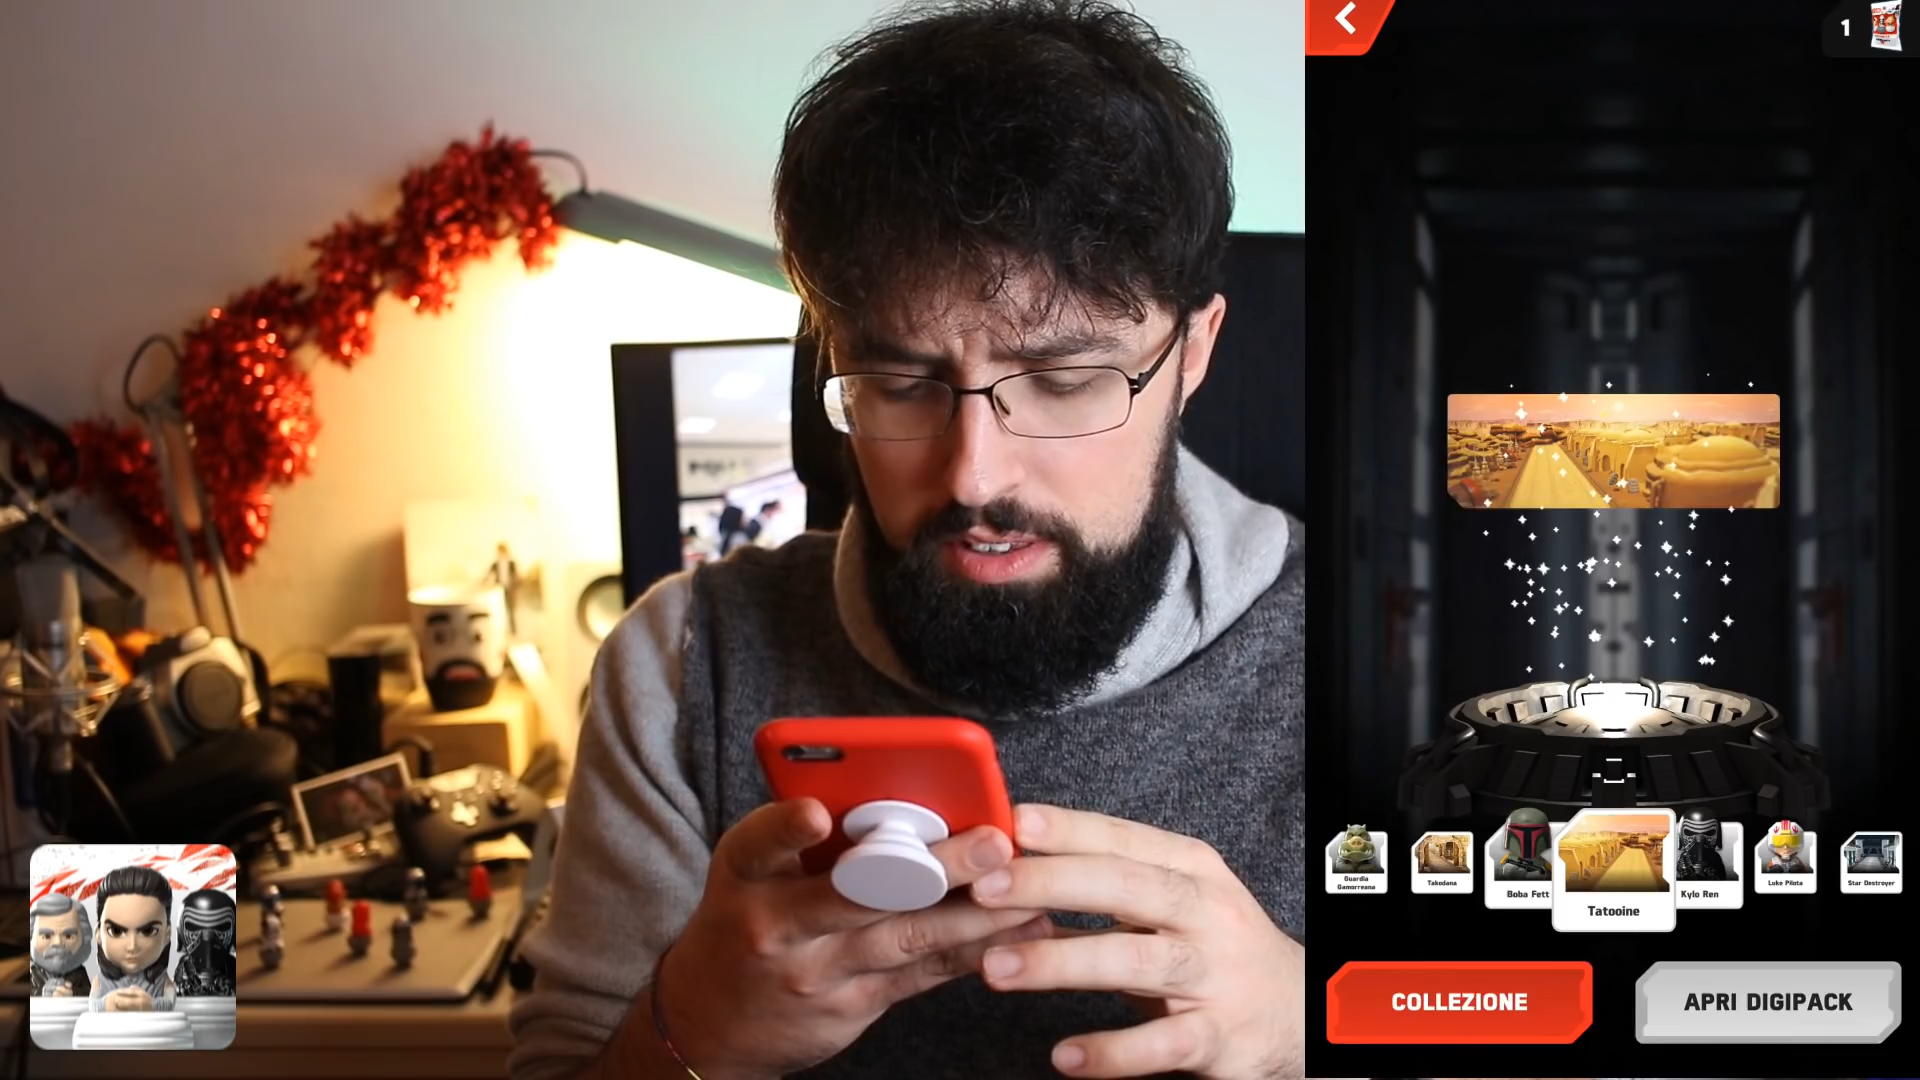 1
Guardia
Gamorreana
Takodana
Boba Fett
Tatooine
Kylo Ren
Luke Pilota
Star Destroyer
COLLEZIONE
APRI DIGIPACK